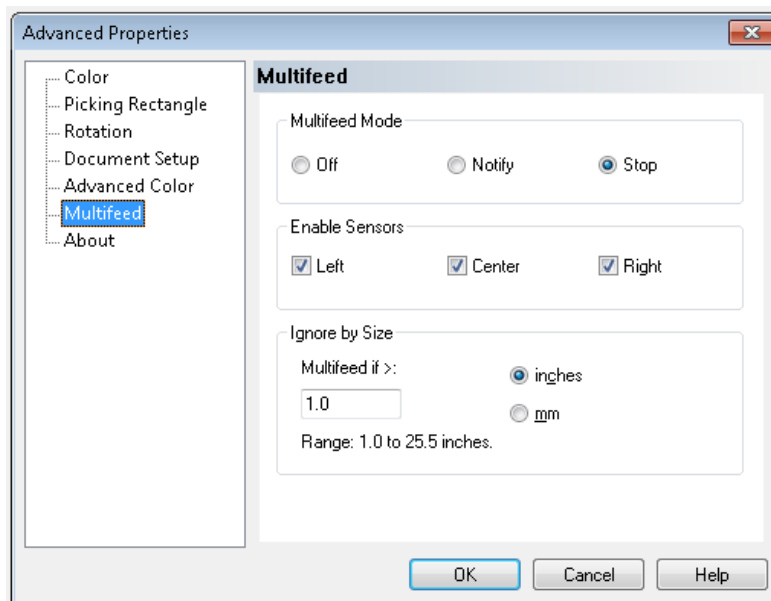 Advanced Properties
Color
Picking Rectangle
Rotation
Document Setup
Advanced Color
Multifeed
About
Multifeed
Multifeed Mode
Off Notify Stop
Enable Sensors
Left Center Right
Ignore by Size
Multifeed if >:
inches
1.0
mm
Range: 1.0 to 25.5 inches.
OK Cancel Help